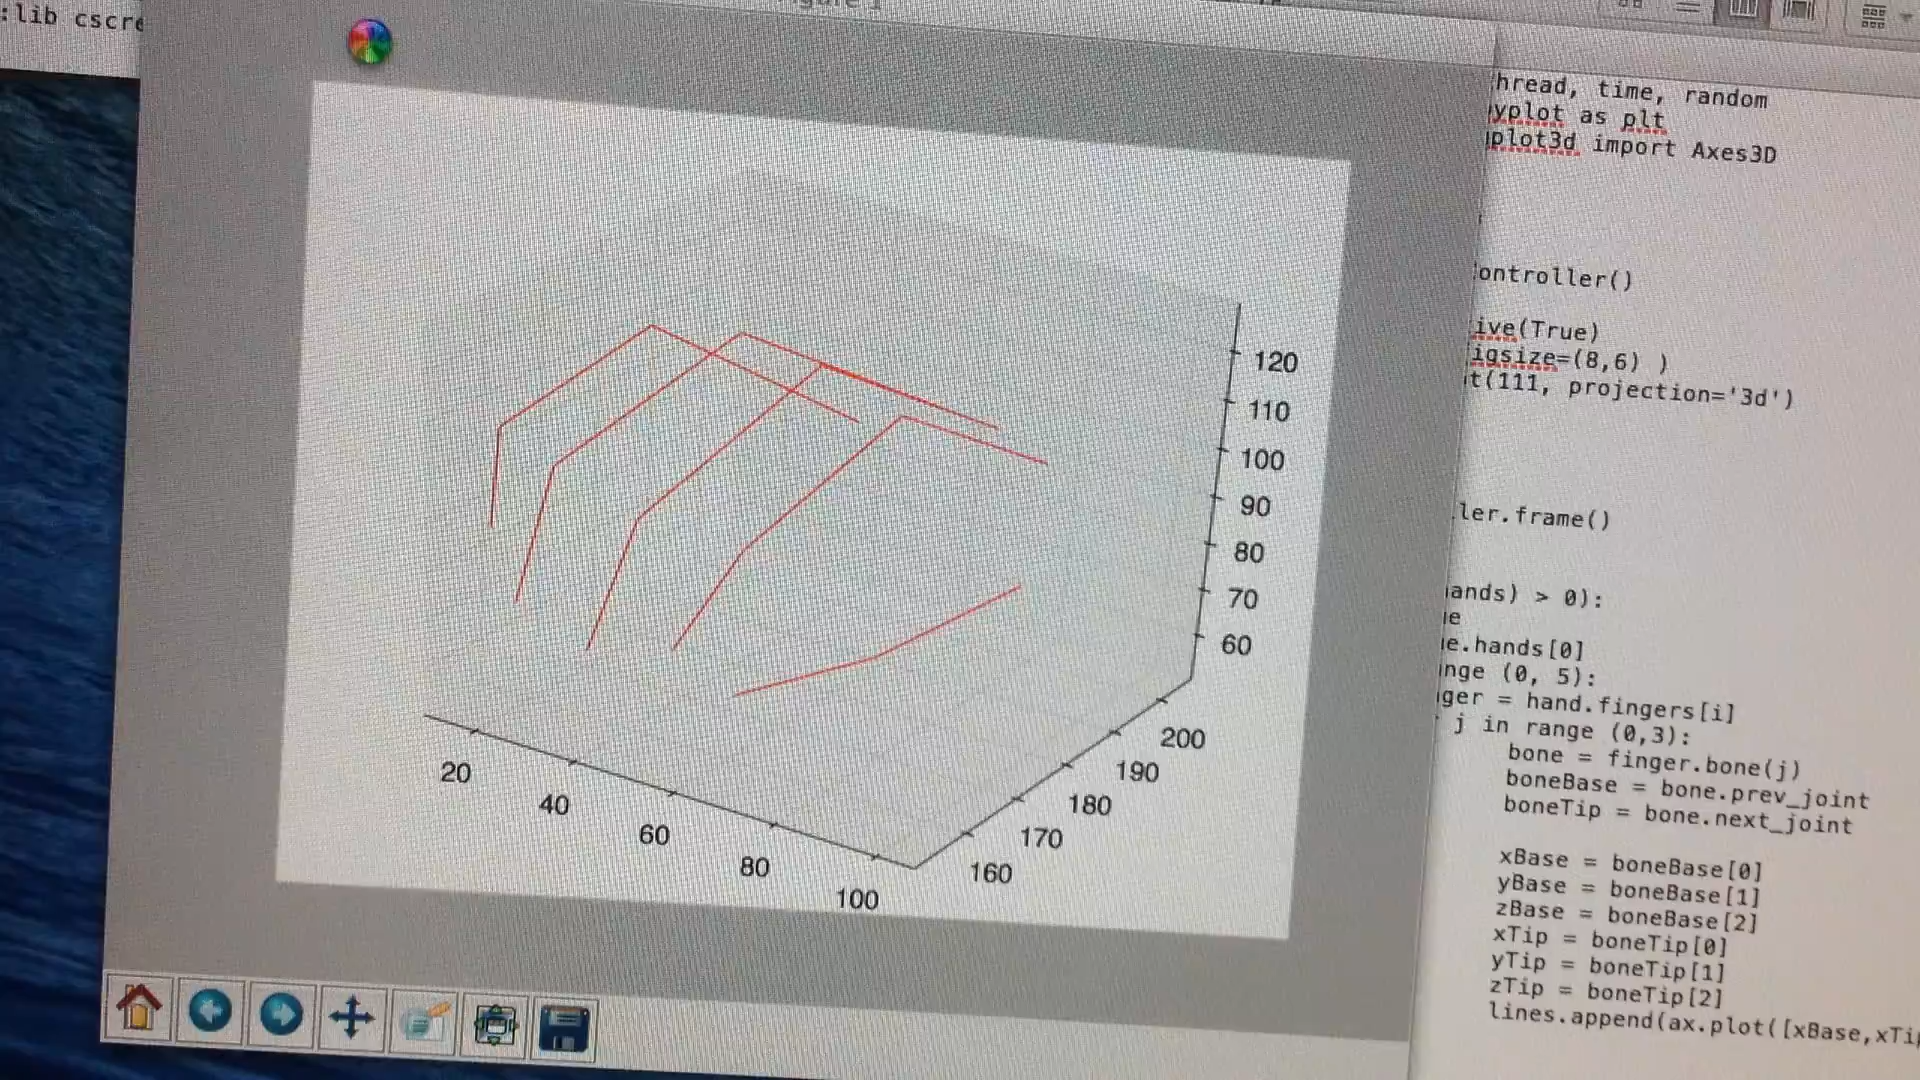 :lib cscre
hread, time, random
yplot as plt
plot3d import Axes3D
ontroller()
ive(True)
igsize=(8,6) )
t(111, projection='3d')
ler.frame()
ands) > 0):
e
e.hands[0]
nge (0, 5):
ger = hand.fingers[i]
j in range (0,3):
bone = finger.bone(j)
boneBase = bone.prev_joint
boneTip = bone.next_joint
xBase = boneBase[0]
yBase = boneBase[1]
zBase = boneBase[2]
xTip = boneTip[0]
yTip = boneTip[1]
zTip = boneTip[2]
lines.append(ax.plot([xBase,xTi
120
110
100
90
80
70
60
200
190
180
170
160
20
40
60
80
100